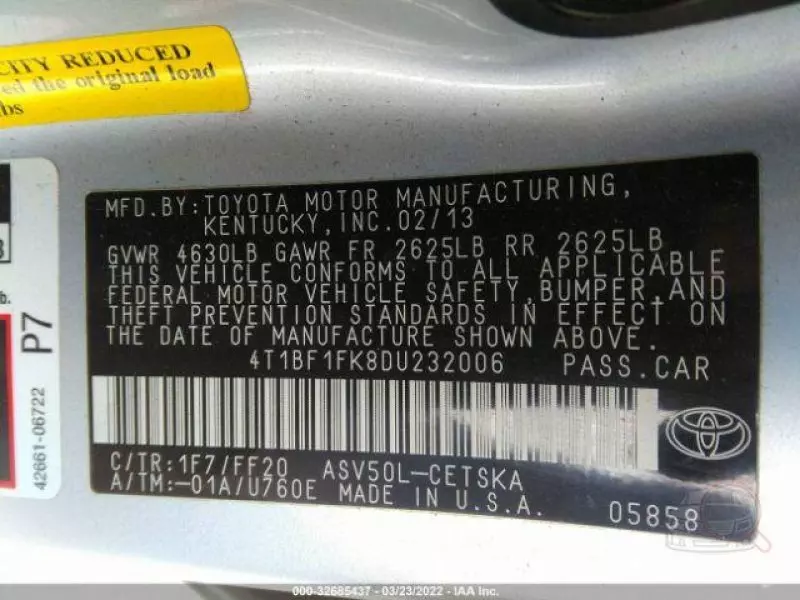 CITY REDUCED
ed the original load
lbs
MFD.BY:TOYOTA MOTOR MANUFACTURING,
KENTUCKY,INC.02/13
GVWR 4630LB GAWR FR 2625LB RR 2625LB
THIS VEHICLE CONFORMS TO ALL APPLICABLE
FEDERAL MOTOR VEHICLE SAFETY,BUMPER,AND
THEFT PREVENTION STANDARDS IN EFFECT ON
THE DATE OF MANUFACTURE SHOWN ABOVE.
4T1BF1FK8DU232006 PASS.CAR
C/TR:1F7/FF20 ASV50L-CETSKA
A/TM:-01A/U760E MADE IN U.S.A.
05858
P7
42661-06722
000-32685437 - 03/23/2022 - IAA Inc.